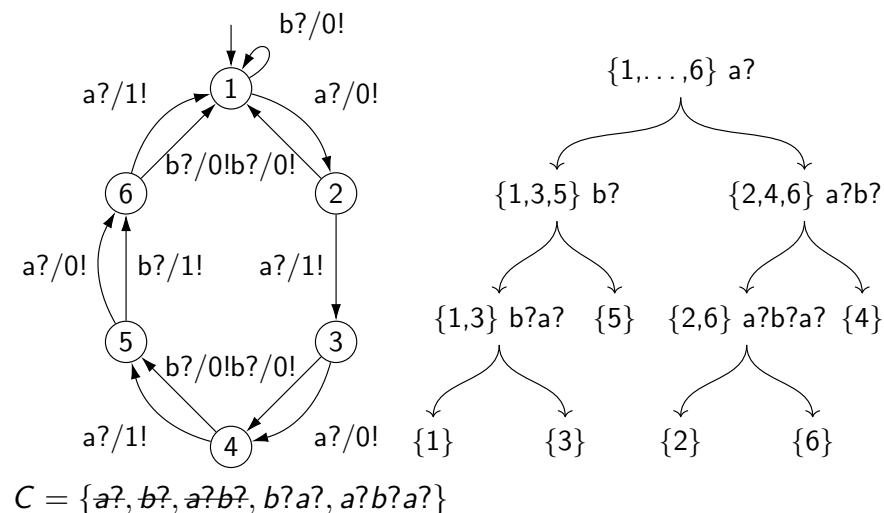 b?/0!
1
a?/1!
a?/0!
b?/0!b?/0!
6
2
a?/0!
b?/1!
a?/1!
5
3
b?/0!b?/0!
a?/1!
4
a?/0!
{1,...,6} a?
{1,3,5} b?
{2,4,6} a?b?
{1,3} b?a?
{5}
{2,6} a?b?a?
{4}
{1}
{3}
{2}
{6}
C = {a?, b?, a?b?, b?a?, a?b?a?}